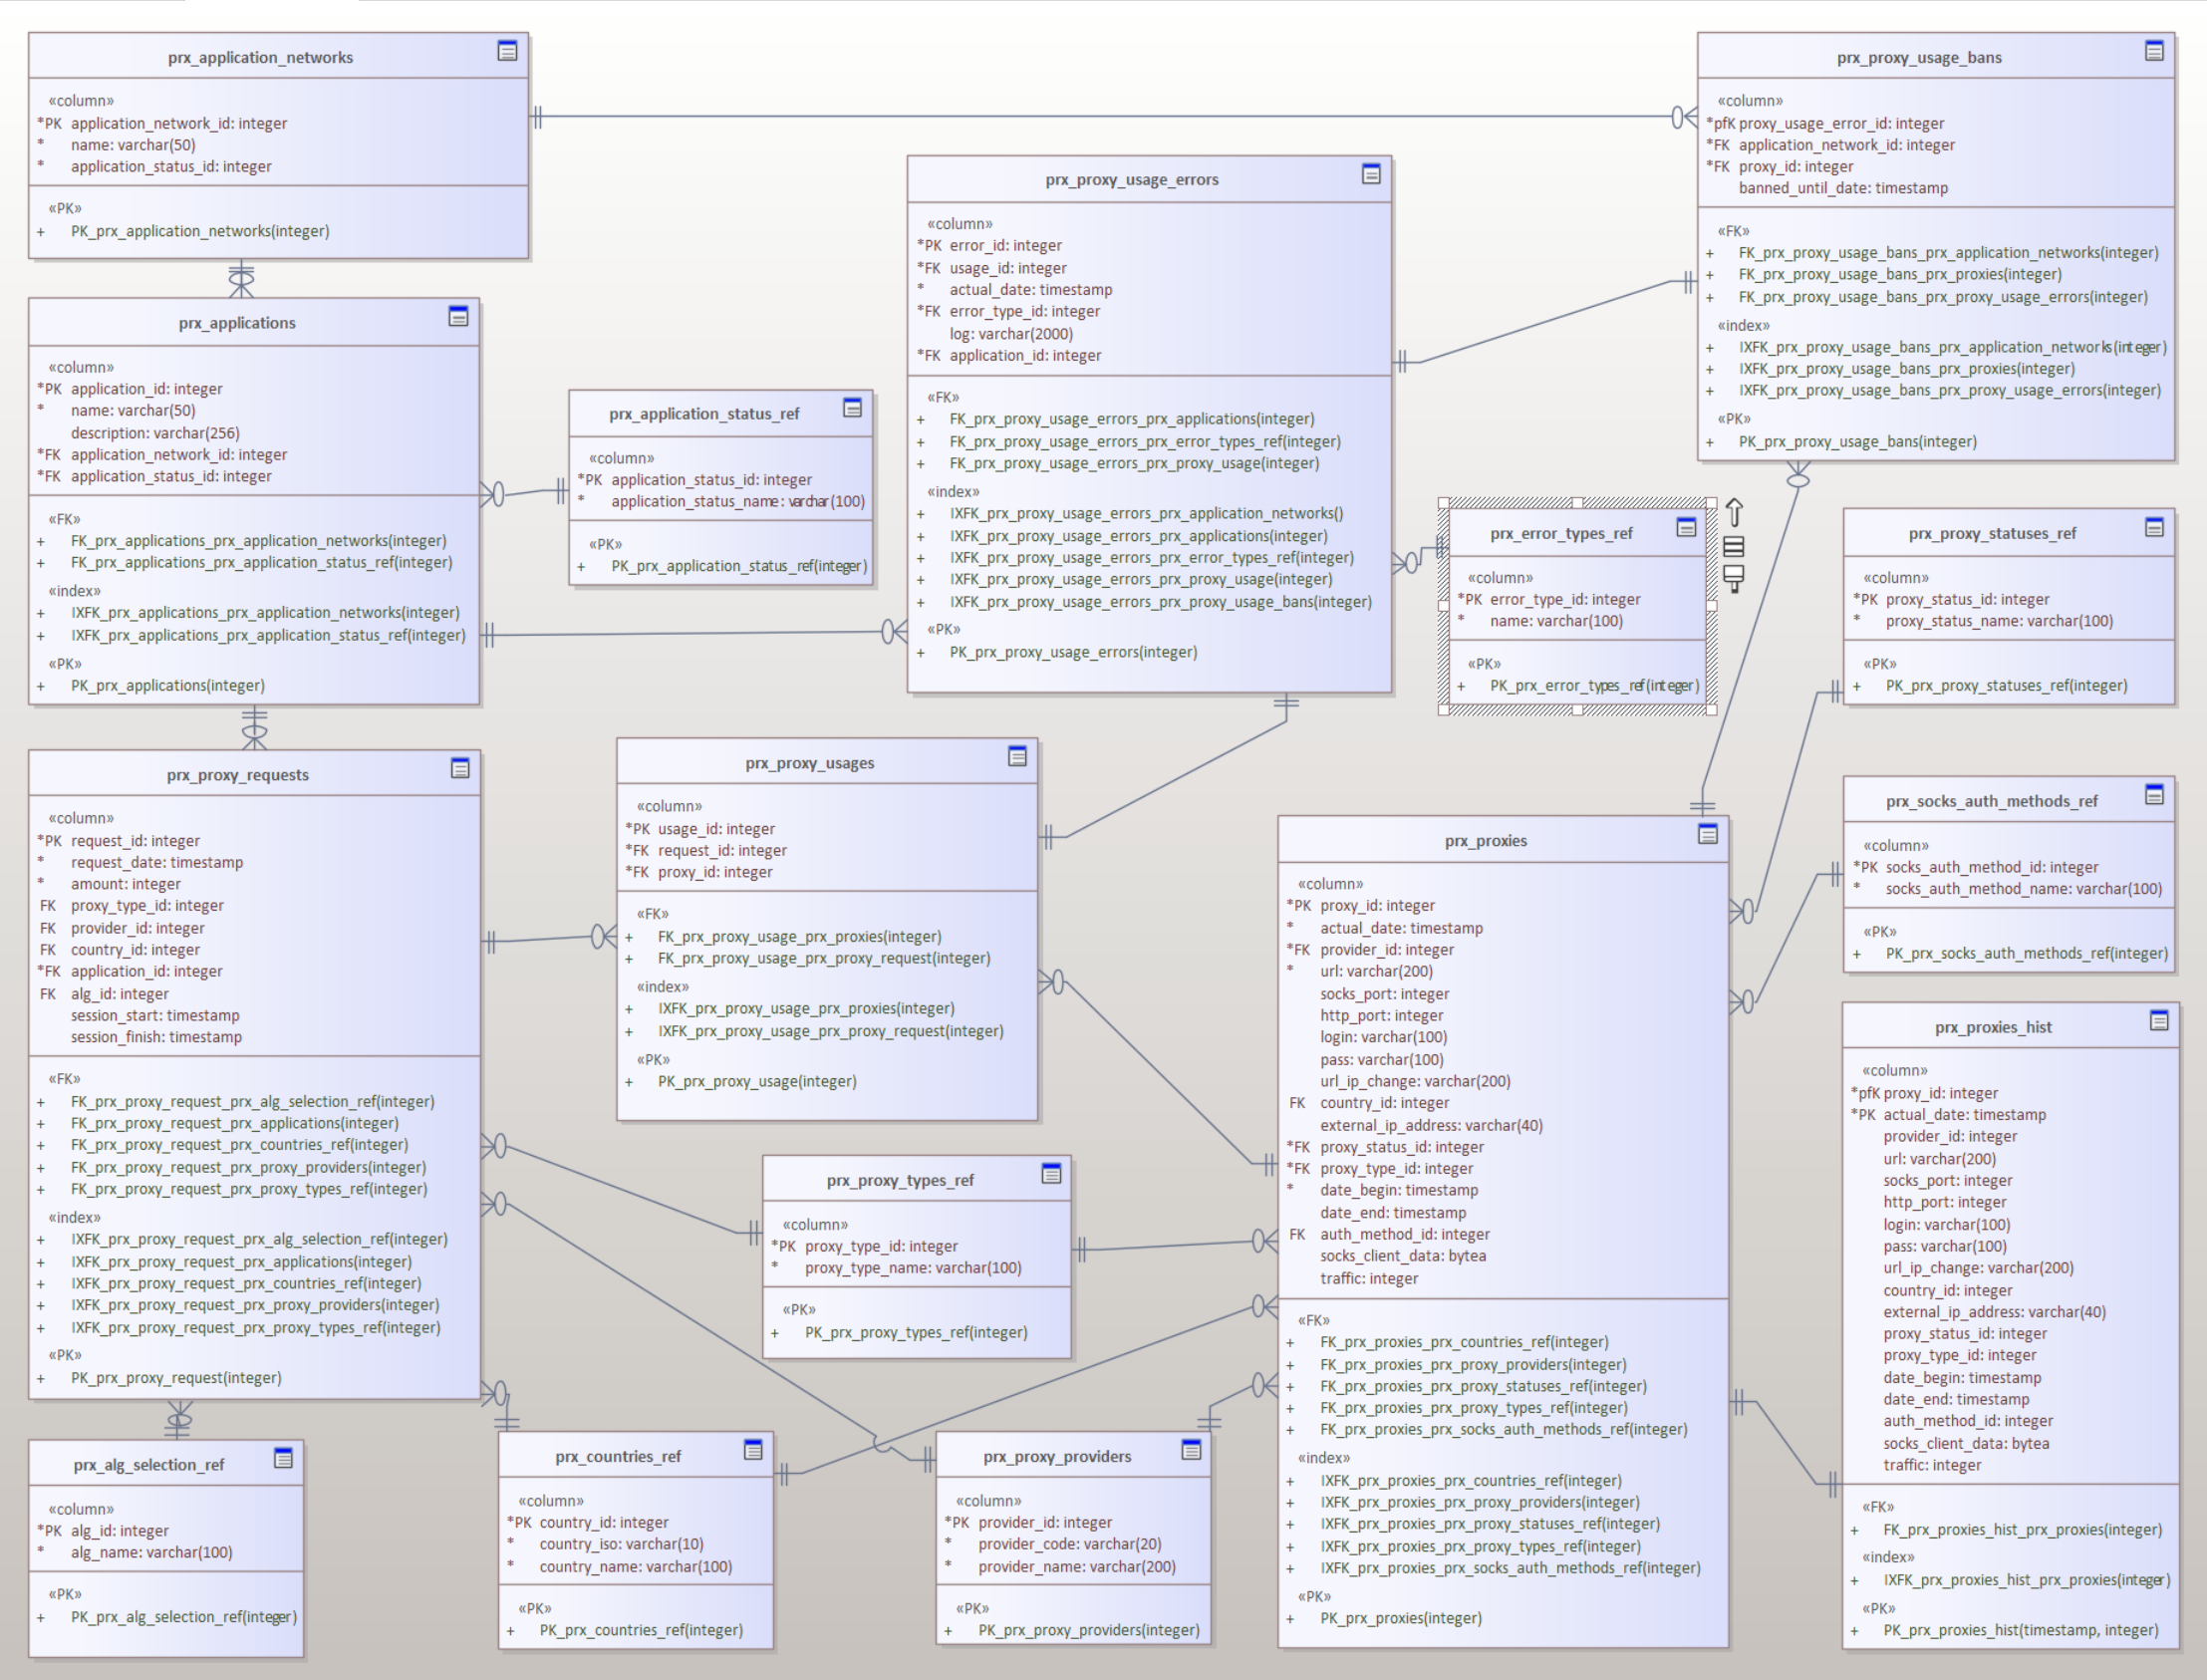 prx_application_networks
«column»
*PK application_network_id: integer
* name: varchar(50)
* application_status_id: integer
«PK»
+ PK_prx_application_networks(integer)
prx_proxy_usage_bans
«column»
*pfK proxy_usage_error_id: integer
*FK application_network_id: integer
*FK proxy_id: integer
banned_until_date: timestamp
«FK»
+ FK_prx_proxy_usage_bans_prx_application_networks(integer)
+ FK_prx_proxy_usage_bans_prx_proxies(integer)
+ FK_prx_proxy_usage_bans_prx_proxy_usage_errors(integer)
«index»
+ IXFK_prx_proxy_usage_bans_prx_application_networks(integer)
+ IXFK_prx_proxy_usage_bans_prx_proxies(integer)
+ IXFK_prx_proxy_usage_bans_prx_proxy_usage_errors(integer)
«PK»
+ PK_prx_proxy_usage_bans(integer)
prx_proxy_usage_errors
«column»
*PK error_id: integer
*FK usage_id: integer
* actual_date: timestamp
*FK error_type_id: integer
log: varchar(2000)
*FK application_id: integer
«FK»
+ FK_prx_proxy_usage_errors_prx_applications(integer)
+ FK_prx_proxy_usage_errors_prx_error_types_ref(integer)
+ FK_prx_proxy_usage_errors_prx_proxy_usage(integer)
«index»
+ IXFK_prx_proxy_usage_errors_prx_application_networks()
+ IXFK_prx_proxy_usage_errors_prx_applications(integer)
+ IXFK_prx_proxy_usage_errors_prx_error_types_ref(integer)
+ IXFK_prx_proxy_usage_errors_prx_proxy_usage(integer)
+ IXFK_prx_proxy_usage_errors_prx_proxy_usage_bans(integer)
«PK»
+ PK_prx_proxy_usage_errors(integer)
prx_applications
«column»
*PK application_id: integer
* name: varchar(50)
description: varchar(256)
*FK application_network_id: integer
*FK application_status_id: integer
«FK»
+ FK_prx_applications_prx_application_networks(integer)
+ FK_prx_applications_prx_application_status_ref(integer)
«index»
+ IXFK_prx_applications_prx_application_networks(integer)
+ IXFK_prx_applications_prx_application_status_ref(integer)
«PK»
+ PK_prx_applications(integer)
prx_application_status_ref
«column»
*PK application_status_id: integer
* application_status_name: varchar(100)
«PK»
+ PK_prx_application_status_ref(integer)
prx_error_types_ref
«column»
*PK error_type_id: integer
* name: varchar(100)
«PK»
+ PK_prx_error_types_ref(integer)
prx_proxy_statuses_ref
«column»
*PK proxy_status_id: integer
* proxy_status_name: varchar(100)
«PK»
+ PK_prx_proxy_statuses_ref(integer)
prx_proxy_requests
«column»
*PK request_id: integer
* request_date: timestamp
* amount: integer
FK proxy_type_id: integer
FK provider_id: integer
FK country_id: integer
*FK application_id: integer
FK alg_id: integer
session_start: timestamp
session_finish: timestamp
«FK»
+ FK_prx_proxy_request_prx_alg_selection_ref(integer)
+ FK_prx_proxy_request_prx_applications(integer)
+ FK_prx_proxy_request_prx_countries_ref(integer)
+ FK_prx_proxy_request_prx_proxy_providers(integer)
+ FK_prx_proxy_request_prx_proxy_types_ref(integer)
«index»
+ IXFK_prx_proxy_request_prx_alg_selection_ref(integer)
+ IXFK_prx_proxy_request_prx_applications(integer)
+ IXFK_prx_proxy_request_prx_countries_ref(integer)
+ IXFK_prx_proxy_request_prx_proxy_providers(integer)
+ IXFK_prx_proxy_request_prx_proxy_types_ref(integer)
«PK»
+ PK_prx_proxy_request(integer)
prx_proxy_usages
«column»
*PK usage_id: integer
*FK request_id: integer
*FK proxy_id: integer
«FK»
+ FK_prx_proxy_usage_prx_proxies(integer)
+ FK_prx_proxy_usage_prx_proxy_request(integer)
«index»
+ IXFK_prx_proxy_usage_prx_proxies(integer)
+ IXFK_prx_proxy_usage_prx_proxy_request(integer)
«PK»
+ PK_prx_proxy_usage(integer)
prx_socks_auth_methods_ref
«column»
*PK socks_auth_method_id: integer
* socks_auth_method_name: varchar(100)
«PK»
+ PK_prx_socks_auth_methods_ref(integer)
prx_proxies
«column»
*PK proxy_id: integer
* actual_date: timestamp
*FK provider_id: integer
* url: varchar(200)
socks_port: integer
http_port: integer
login: varchar(100)
pass: varchar(100)
url_ip_change: varchar(200)
FK country_id: integer
external_ip_address: varchar(40)
*FK proxy_status_id: integer
*FK proxy_type_id: integer
* date_begin: timestamp
date_end: timestamp
FK auth_method_id: integer
socks_client_data: bytea
traffic: integer
«FK»
+ FK_prx_proxies_prx_countries_ref(integer)
+ FK_prx_proxies_prx_proxy_providers(integer)
+ FK_prx_proxies_prx_proxy_statuses_ref(integer)
+ FK_prx_proxies_prx_proxy_types_ref(integer)
+ FK_prx_proxies_prx_socks_auth_methods_ref(integer)
«index»
+ IXFK_prx_proxies_prx_countries_ref(integer)
+ IXFK_prx_proxies_prx_proxy_providers(integer)
+ IXFK_prx_proxies_prx_proxy_statuses_ref(integer)
+ IXFK_prx_proxies_prx_proxy_types_ref(integer)
+ IXFK_prx_proxies_prx_socks_auth_methods_ref(integer)
«PK»
+ PK_prx_proxies(integer)
prx_proxies_hist
«column»
*pfK proxy_id: integer
*PK actual_date: timestamp
provider_id: integer
url: varchar(200)
socks_port: integer
http_port: integer
login: varchar(100)
pass: varchar(100)
url_ip_change: varchar(200)
country_id: integer
external_ip_address: varchar(40)
proxy_status_id: integer
proxy_type_id: integer
date_begin: timestamp
date_end: timestamp
auth_method_id: integer
socks_client_data: bytea
traffic: integer
«FK»
+ FK_prx_proxies_hist_prx_proxies(integer)
«index»
+ IXFK_prx_proxies_hist_prx_proxies(integer)
«PK»
+ PK_prx_proxies_hist(timestamp, integer)
prx_proxy_types_ref
«column»
*PK proxy_type_id: integer
* proxy_type_name: varchar(100)
«PK»
+ PK_prx_proxy_types_ref(integer)
prx_alg_selection_ref
«column»
*PK alg_id: integer
* alg_name: varchar(100)
«PK»
+ PK_prx_alg_selection_ref(integer)
prx_countries_ref
«column»
*PK country_id: integer
* country_iso: varchar(10)
* country_name: varchar(100)
«PK»
+ PK_prx_countries_ref(integer)
prx_proxy_providers
«column»
*PK provider_id: integer
* provider_code: varchar(20)
* provider_name: varchar(200)
«PK»
+ PK_prx_proxy_providers(integer)